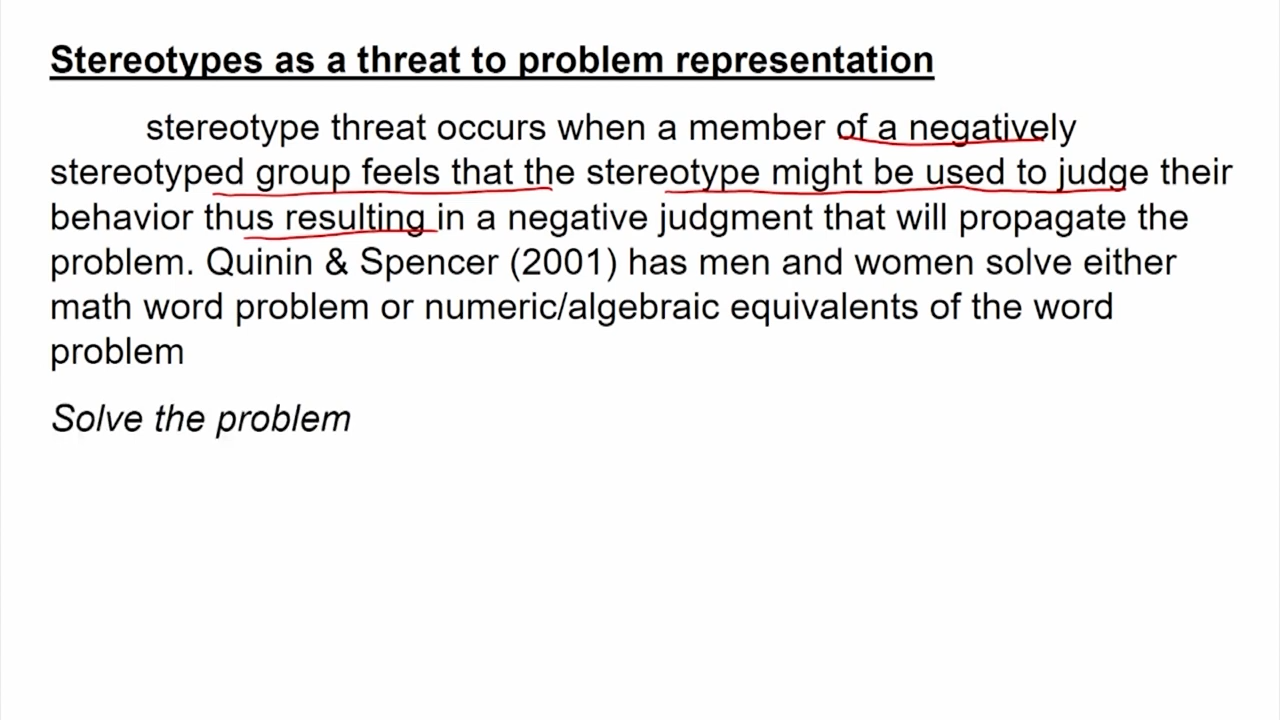 Stereotypes as a threat to problem representation
stereotype threat occurs when a member of a negatively
stereotyped group feels that the stereotype might be used to judge their
behavior thus resulting in a negative judgment that will propagate the
problem. Quinin & Spencer (2001) has men and women solve either
math word problem or numeric/algebraic equivalents of the word
problem
Solve the problem